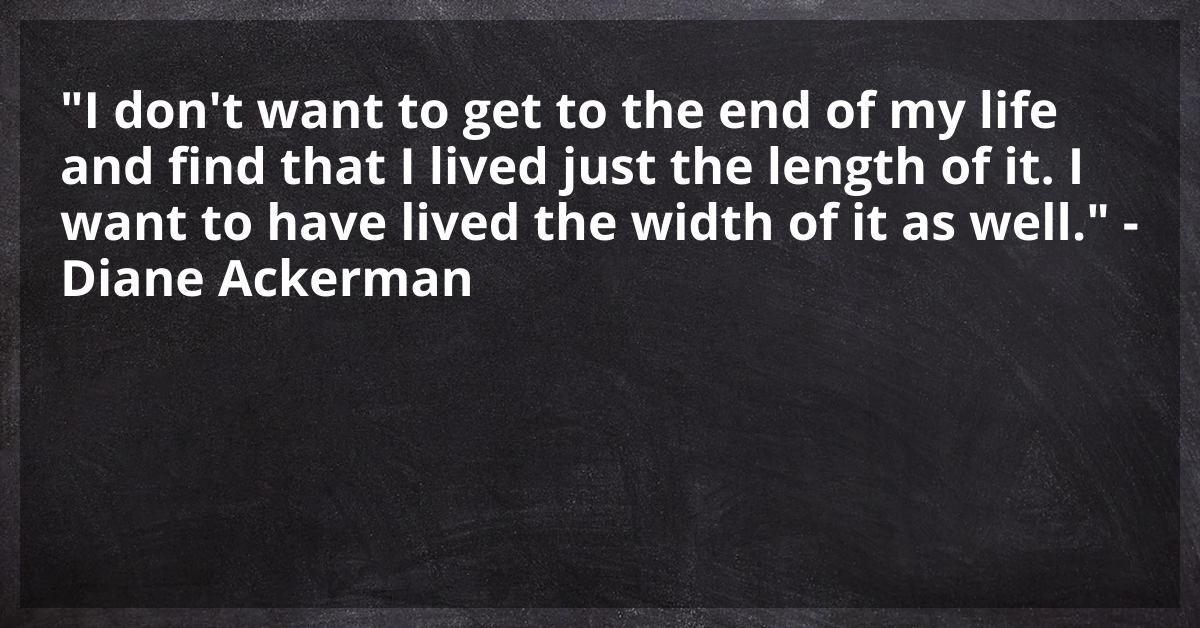 "I don't want to get to the end of my life
and find that I lived just the length of it. I
want to have lived the width of it as well." -
Diane Ackerman